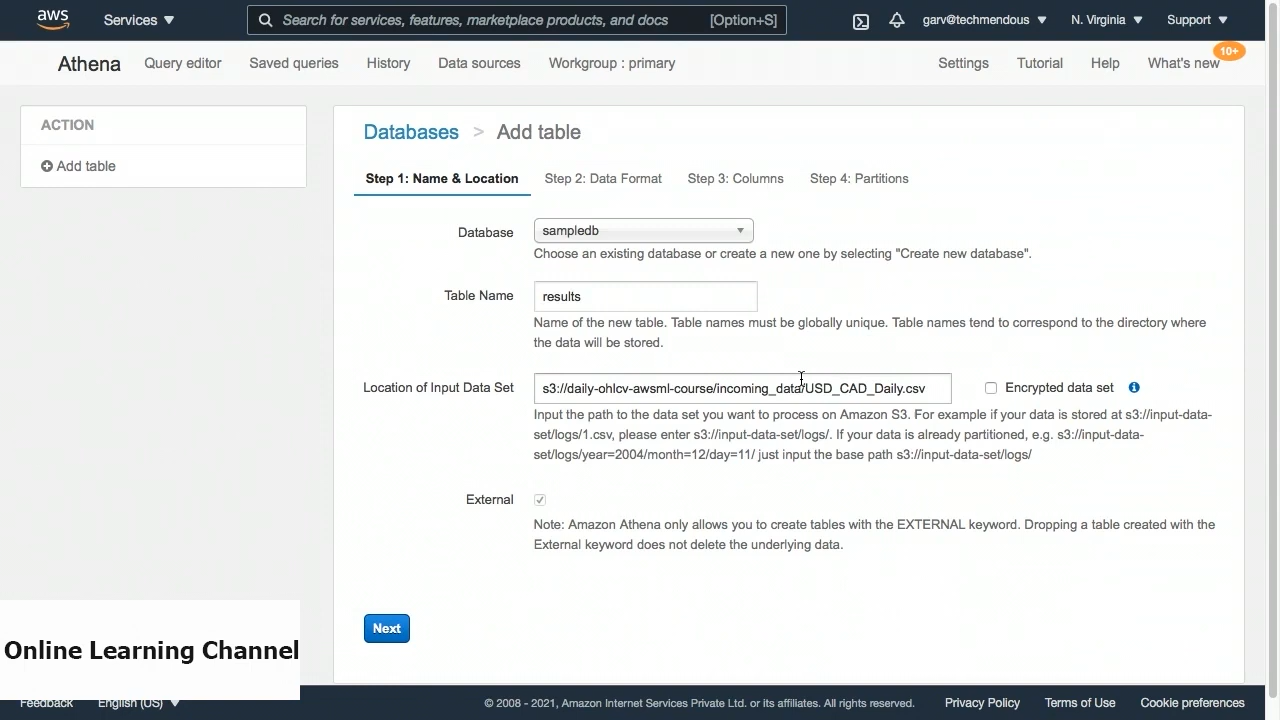 aws
Services
Search for services, features, marketplace products, and docs [Option+S]
garv@techmendous
N. Virginia
Support
Athena
Query editor
Saved queries
History
Data sources
Workgroup : primary
Settings
Tutorial
Help
What's new
10+
ACTION
Add table
Databases > Add table
Step 1: Name & Location
Step 2: Data Format
Step 3: Columns
Step 4: Partitions
Database
sampledb
Choose an existing database or create a new one by selecting "Create new database".
Table Name
results
Name of the new table. Table names must be globally unique. Table names tend to correspond to the directory where
the data will be stored.
Location of Input Data Set
s3://daily-ohlcv-awsml-course/incoming_data/USD_CAD_Daily.csv
Encrypted data set
Input the path to the data set you want to process on Amazon S3. For example if your data is stored at s3://input-data-
set/logs/1.csv, please enter s3://input-data-set/logs/. If your data is already partitioned, e.g. s3://input-data-
set/logs/year=2004/month=12/day=11/ just input the base path s3://input-data-set/logs/
External
Note: Amazon Athena only allows you to create tables with the EXTERNAL keyword. Dropping a table created with the
External keyword does not delete the underlying data.
Next
Online Learning Channel
Feedback
English (US)
© 2008 - 2021, Amazon Internet Services Private Ltd. or its affiliates. All rights reserved.
Privacy Policy
Terms of Use
Cookie preferences